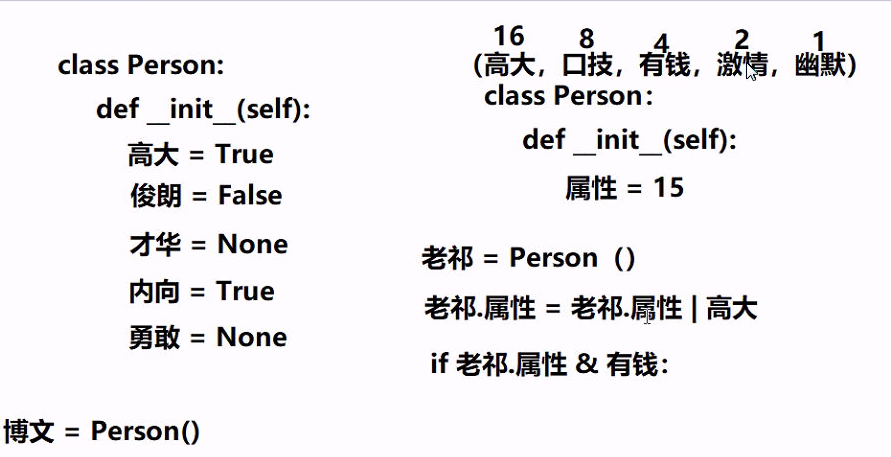 class Person:
def __init__(self):
高大 = True
俊朗 = False
才华 = None
内向 = True
勇敢 = None
博文 = Person()
16 8 4 2 1
(高大，口技，有钱，激情，幽默)
class Person：
def __init__(self):
属性 = 15
老祁 = Person（）
老祁.属性 = 老祁.属性 | 高大
if 老祁.属性 & 有钱：